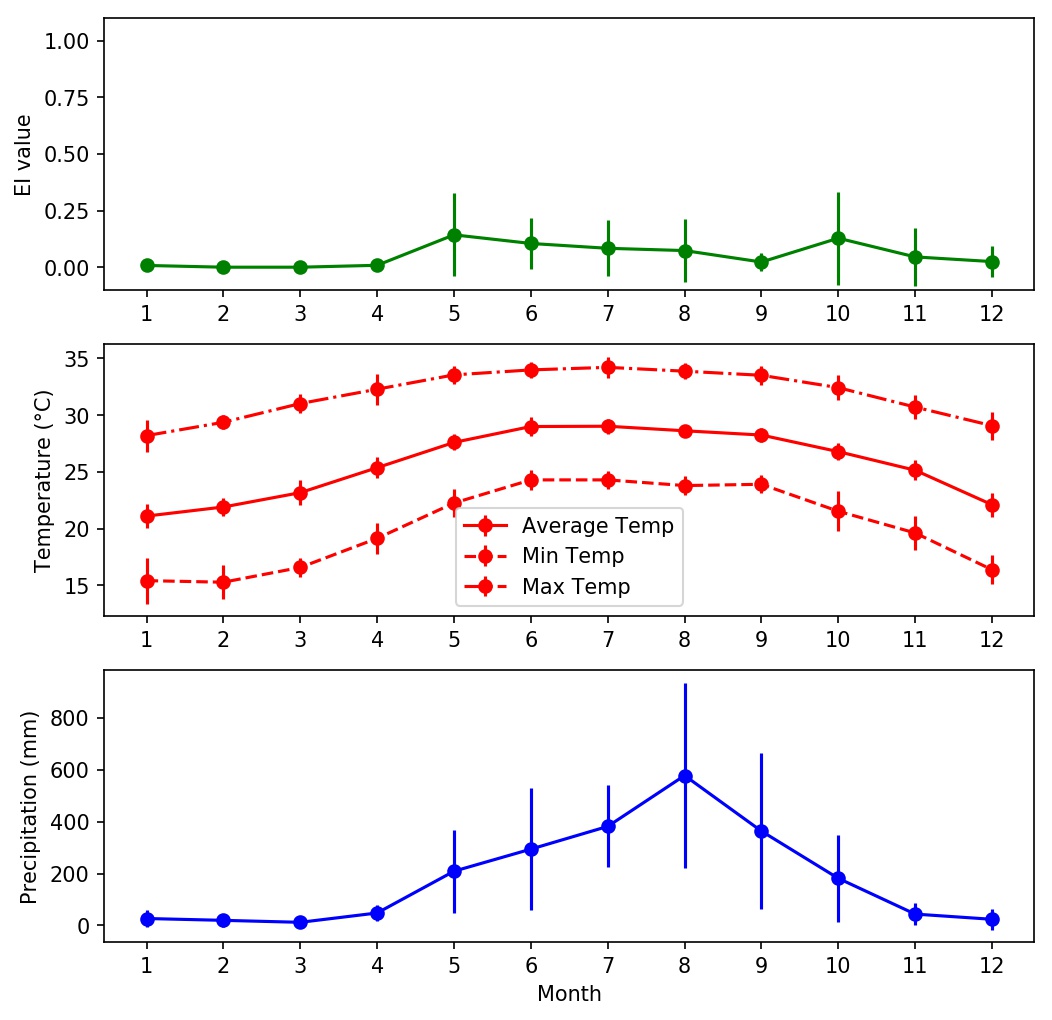 EI value
1.00
0.75
0.50
0.25
0.00
1 2 3 4 5 6 7 8 9 10 11 12
Temperature (°C)
35
30
25
20
15
Average Temp
Min Temp
Max Temp
1 2 3 4 5 6 7 8 9 10 11 12
Precipitation (mm)
800
600
400
200
0
1 2 3 4 5 6 7 8 9 10 11 12
Month